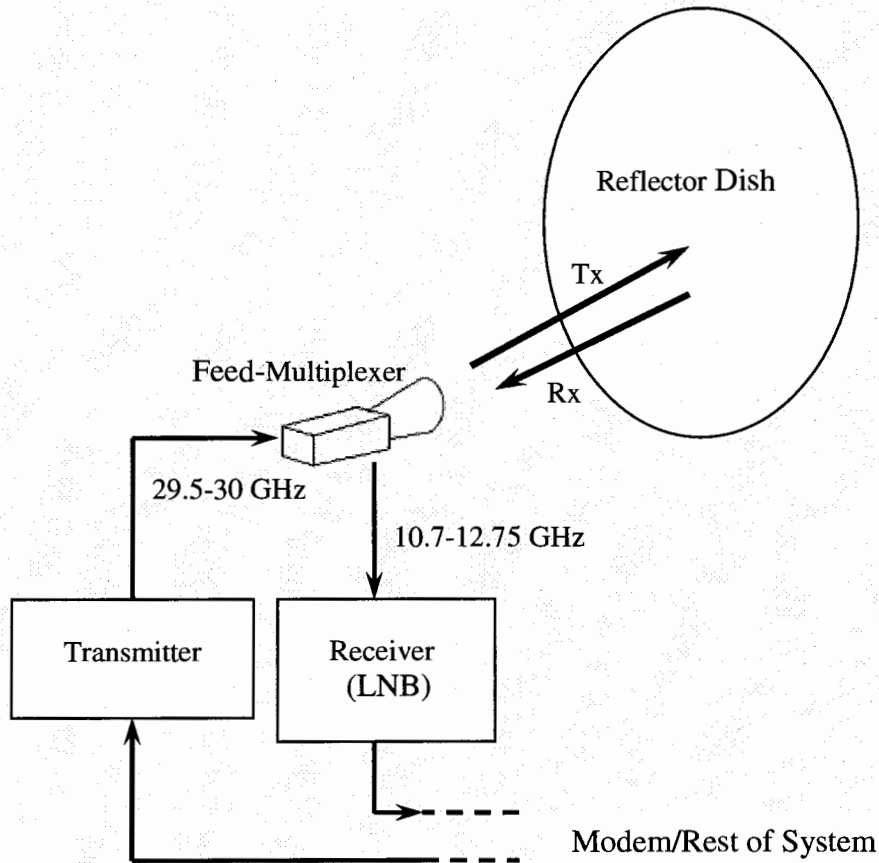 Reflector Dish
Tx
Feed-Multiplexer
Rx
29.5-30 GHz
10.7-12.75 GHz
Transmitter
Receiver
(LNB)
Modem/Rest of System